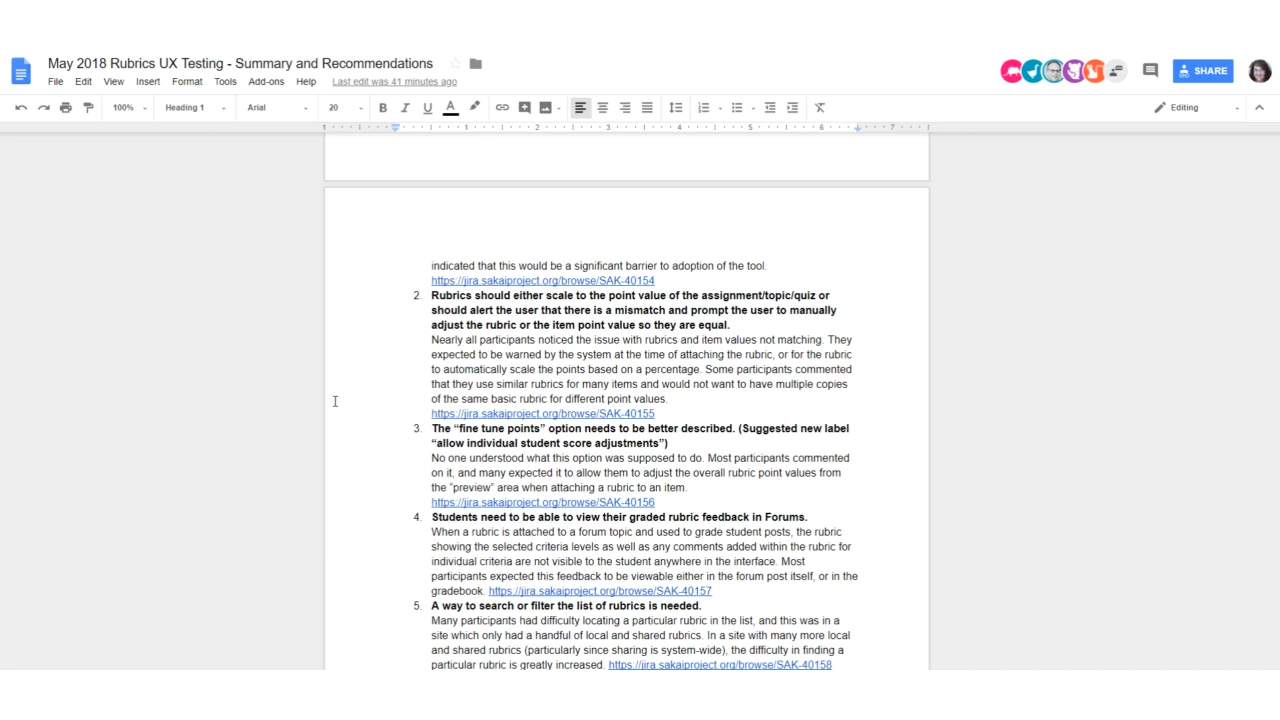 May 2018 Rubrics UX Testing - Summary and Recommendations
File Edit View Insert Format Tools Add-ons Help Last edit was 41 minutes ago
SHARE
100% Heading 1 Arial 20 Editing
1 1 2 3 4 5 6 7
indicated that this would be a significant barrier to adoption of the tool.
https://jira.sakaiproject.org/browse/SAK-40154
2. Rubrics should either scale to the point value of the assignment/topic/quiz or
should alert the user that there is a mismatch and prompt the user to manually
adjust the rubric or the item point value so they are equal.
Nearly all participants noticed the issue with rubrics and item values not matching. They
expected to be warned by the system at the time of attaching the rubric, or for the rubric
to automatically scale the points based on a percentage. Some participants commented
that they use similar rubrics for many items and would not want to have multiple copies
of the same basic rubric for different point values.
https://jira.sakaiproject.org/browse/SAK-40155
3. The “fine tune points” option needs to be better described. (Suggested new label
“allow individual student score adjustments”)
No one understood what this option was supposed to do. Most participants commented
on it, and many expected it to allow them to adjust the overall rubric point values from
the “preview” area when attaching a rubric to an item.
https://jira.sakaiproject.org/browse/SAK-40156
4. Students need to be able to view their graded rubric feedback in Forums.
When a rubric is attached to a forum topic and used to grade student posts, the rubric
showing the selected criteria levels as well as any comments added within the rubric for
individual criteria are not visible to the student anywhere in the interface. Most
participants expected this feedback to be viewable either in the forum post itself, or in the
gradebook. https://jira.sakaiproject.org/browse/SAK-40157
5. A way to search or filter the list of rubrics is needed.
Many participants had difficulty locating a particular rubric in the list, and this was in a
site which only had a handful of local and shared rubrics. In a site with many more local
and shared rubrics (particularly since sharing is system-wide), the difficulty in finding a
particular rubric is greatly increased. https://jira.sakaiproject.org/browse/SAK-40158